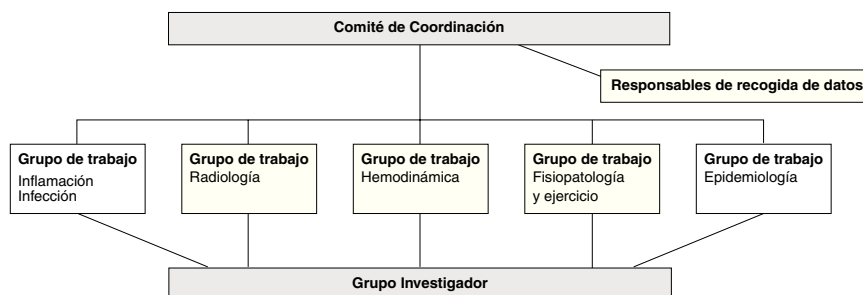 Comité de Coordinación
Responsables de recogida de datos
Grupo de trabajo
Inflamación
Infección
Grupo de trabajo
Radiología
Grupo de trabajo
Hemodinámica
Grupo de trabajo
Fisiopatología
y ejercicio
Grupo de trabajo
Epidemiología
Grupo Investigador